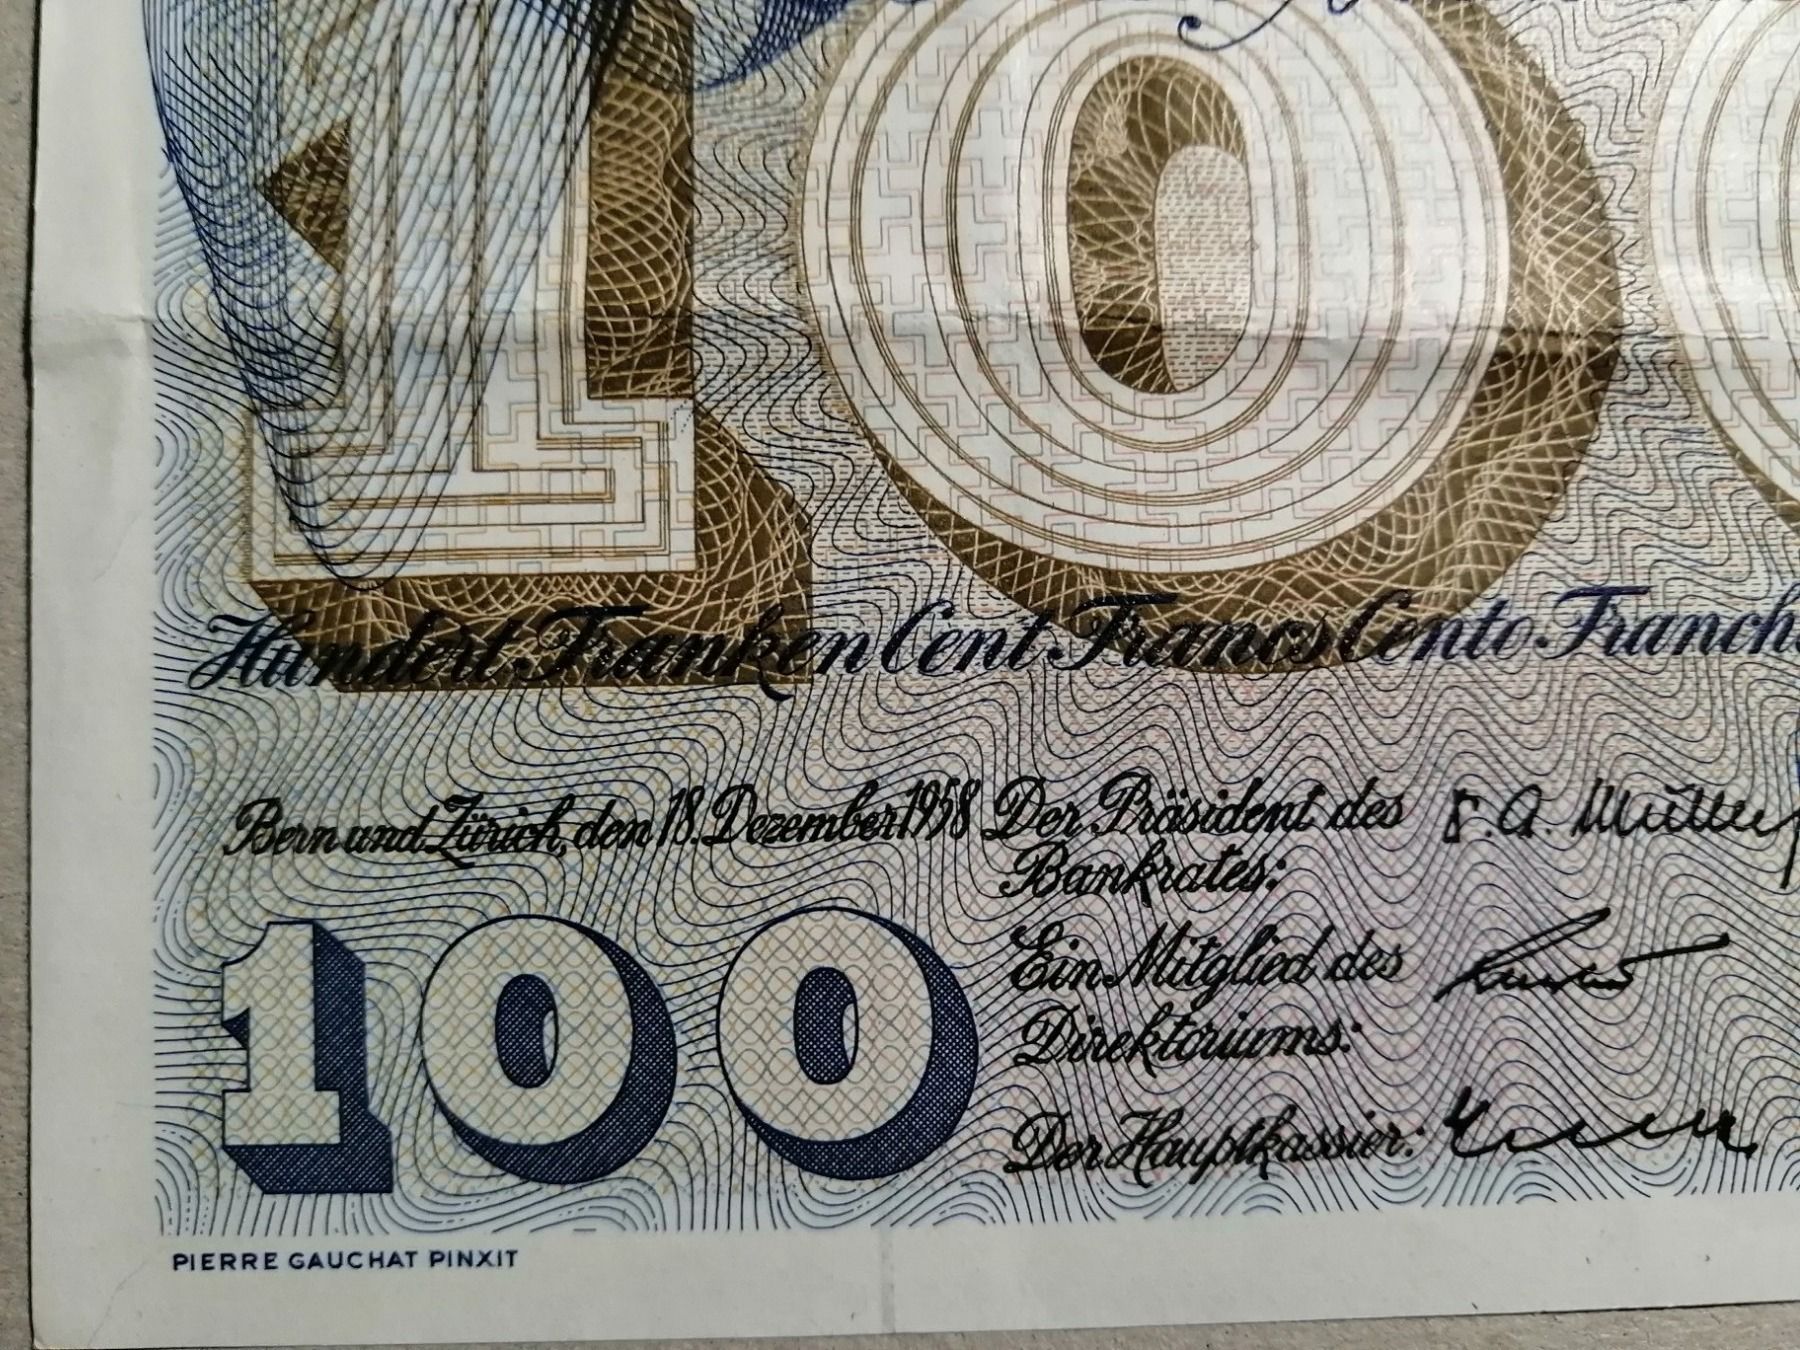 100
Hundert Franken Cent Francs Cento Franchi
Bern und Zürich, den 18. Dezember 1958
Der Präsident des
Bankrates:
Ein Mitglied des
Direktoriums:
Der Hauptkassier:
100
PIERRE GAUCHAT PINXIT